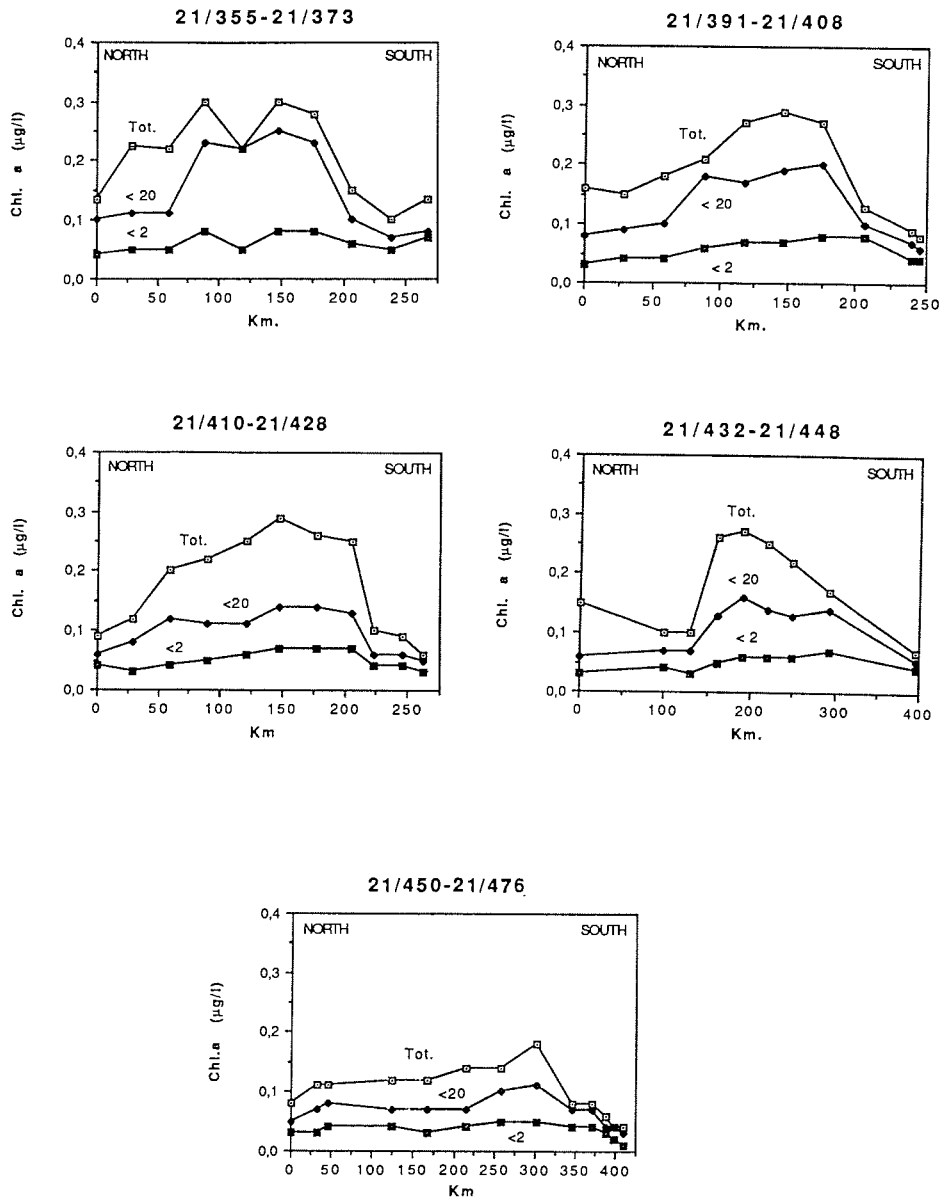 21/355-21/373
0,4
NORTH SOUTH
0,3
Tot.
Chl. a (µg/l)
0,2
< 20
0,1
< 2
0,0
0 50 100 150 200 250
Km.
21/391-21/408
0,4
NORTH SOUTH
0,3
Tot.
Chl. a (µg/l)
0,2
< 20
0,1
< 2
0,0
0 50 100 150 200 250
Km.
21/410-21/428
0,4
NORTH SOUTH
0,3
Tot.
Chl. a (µg/l)
0,2
<20
0,1
<2
0,0
0 50 100 150 200 250
Km
21/432-21/448
0,4
NORTH SOUTH
0,3
Tot.
Chl. a (µg/l)
0,2
< 20
0,1
< 2
0,0
0 100 200 300 400
Km.
21/450-21/476
0,4
NORTH SOUTH
0,3
Chl.a (µg/l)
0,2
Tot.
0,1
<20
<2
0,0
0 50 100 150 200 250 300 350 400
Km